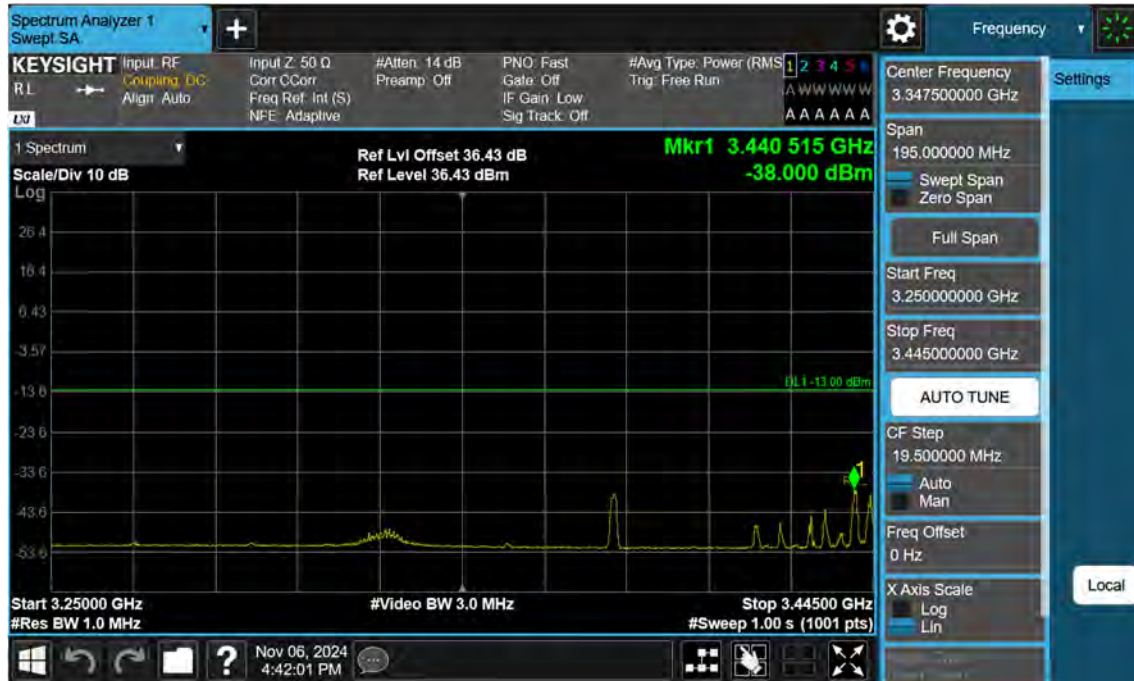 Spectrum Analyzer 1
Swept SA
+
Frequency
KEYSIGHT
RL
LXI
Input: RF
Coupling: DC
Align: Auto
Input Z: 50 Ω
Corr CCorr
Freq Ref: Int (S)
NFE: Adaptive
#Atten: 14 dB
Preamp: Off
PNO: Fast
Gate: Off
IF Gain: Low
Sig Track: Off
#Avg Type: Power (RMS
Trig: Free Run
1 2 3 4 5 6
A W W W W W
A A A A A A
1 Spectrum
Scale/Div 10 dB
Log
Ref Lvl Offset 36.43 dB
Ref Level 36.43 dBm
Mkr1 3.440 515 GHz
-38.000 dBm
26.4
16.4
6.43
-3.57
-13.6
-23.6
-33.6
-43.6
-53.6
DL1 -13.00 dBm
1
Start 3.25000 GHz
#Res BW 1.0 MHz
#Video BW 3.0 MHz
Stop 3.44500 GHz
#Sweep 1.00 s (1001 pts)
?
Nov 06, 2024
4:42:01 PM
Center Frequency
3.347500000 GHz
Span
195.000000 MHz
Swept Span
Zero Span
Full Span
Start Freq
3.250000000 GHz
Stop Freq
3.445000000 GHz
AUTO TUNE
CF Step
19.500000 MHz
Auto
Man
Freq Offset
0 Hz
X Axis Scale
Log
Lin
Settings
Local